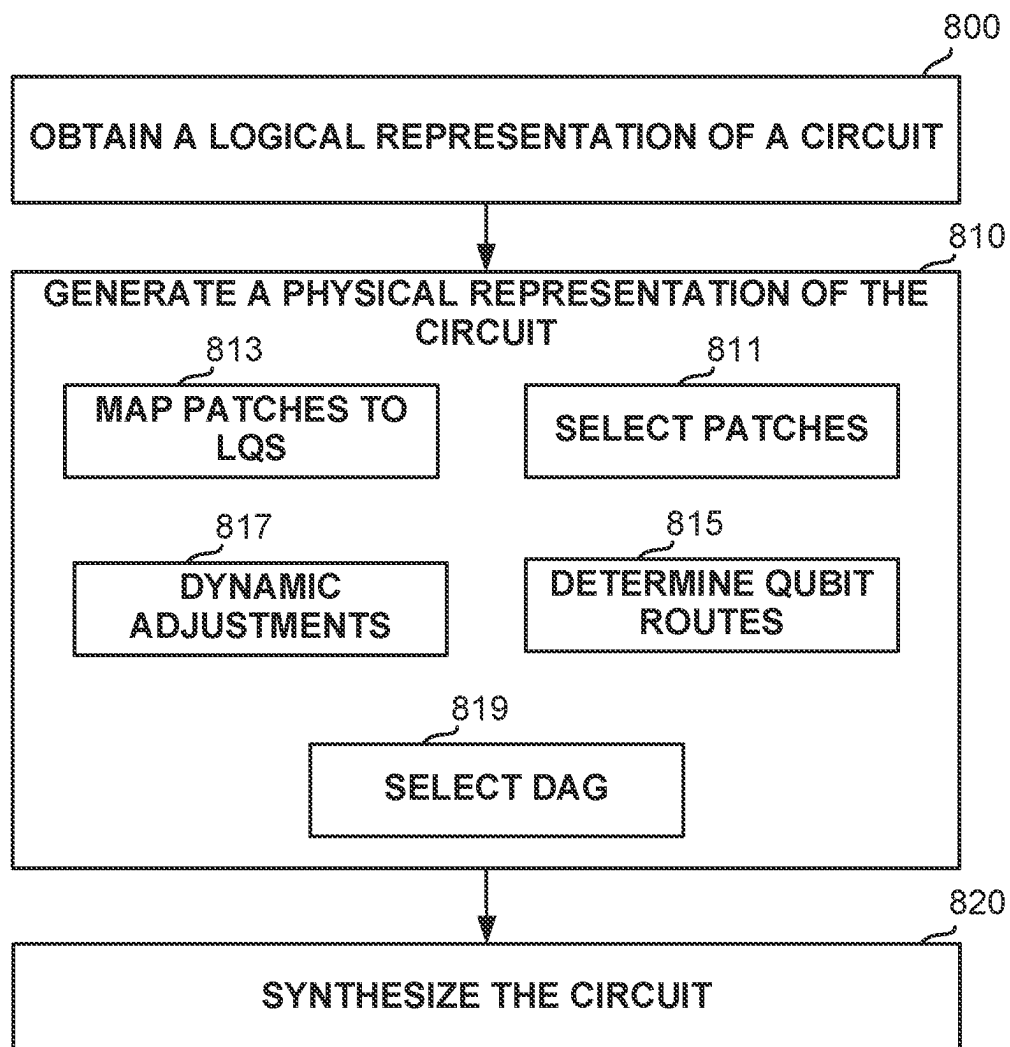 800
OBTAIN A LOGICAL REPRESENTATION OF A CIRCUIT
810
GENERATE A PHYSICAL REPRESENTATION OF THE
CIRCUIT
813
MAP PATCHES TO
LQS
811
SELECT PATCHES
817
DYNAMIC
ADJUSTMENTS
815
DETERMINE QUBIT
ROUTES
819
SELECT DAG
820
SYNTHESIZE THE CIRCUIT